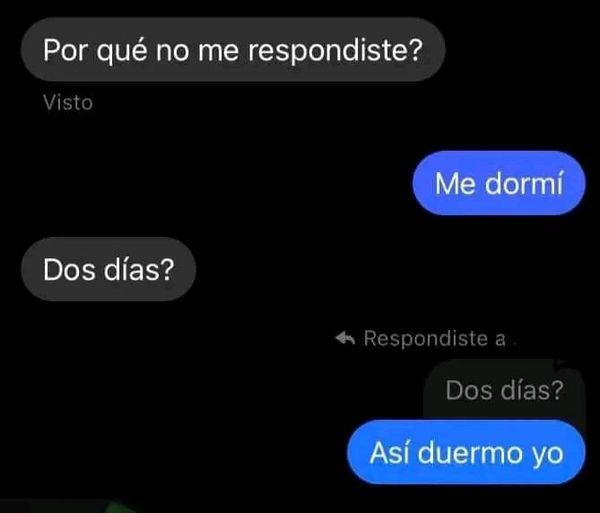 Por qué no me respondiste?
Visto
Me dormí
Dos días?
Respondiste a
Dos días?
Así duermo yo